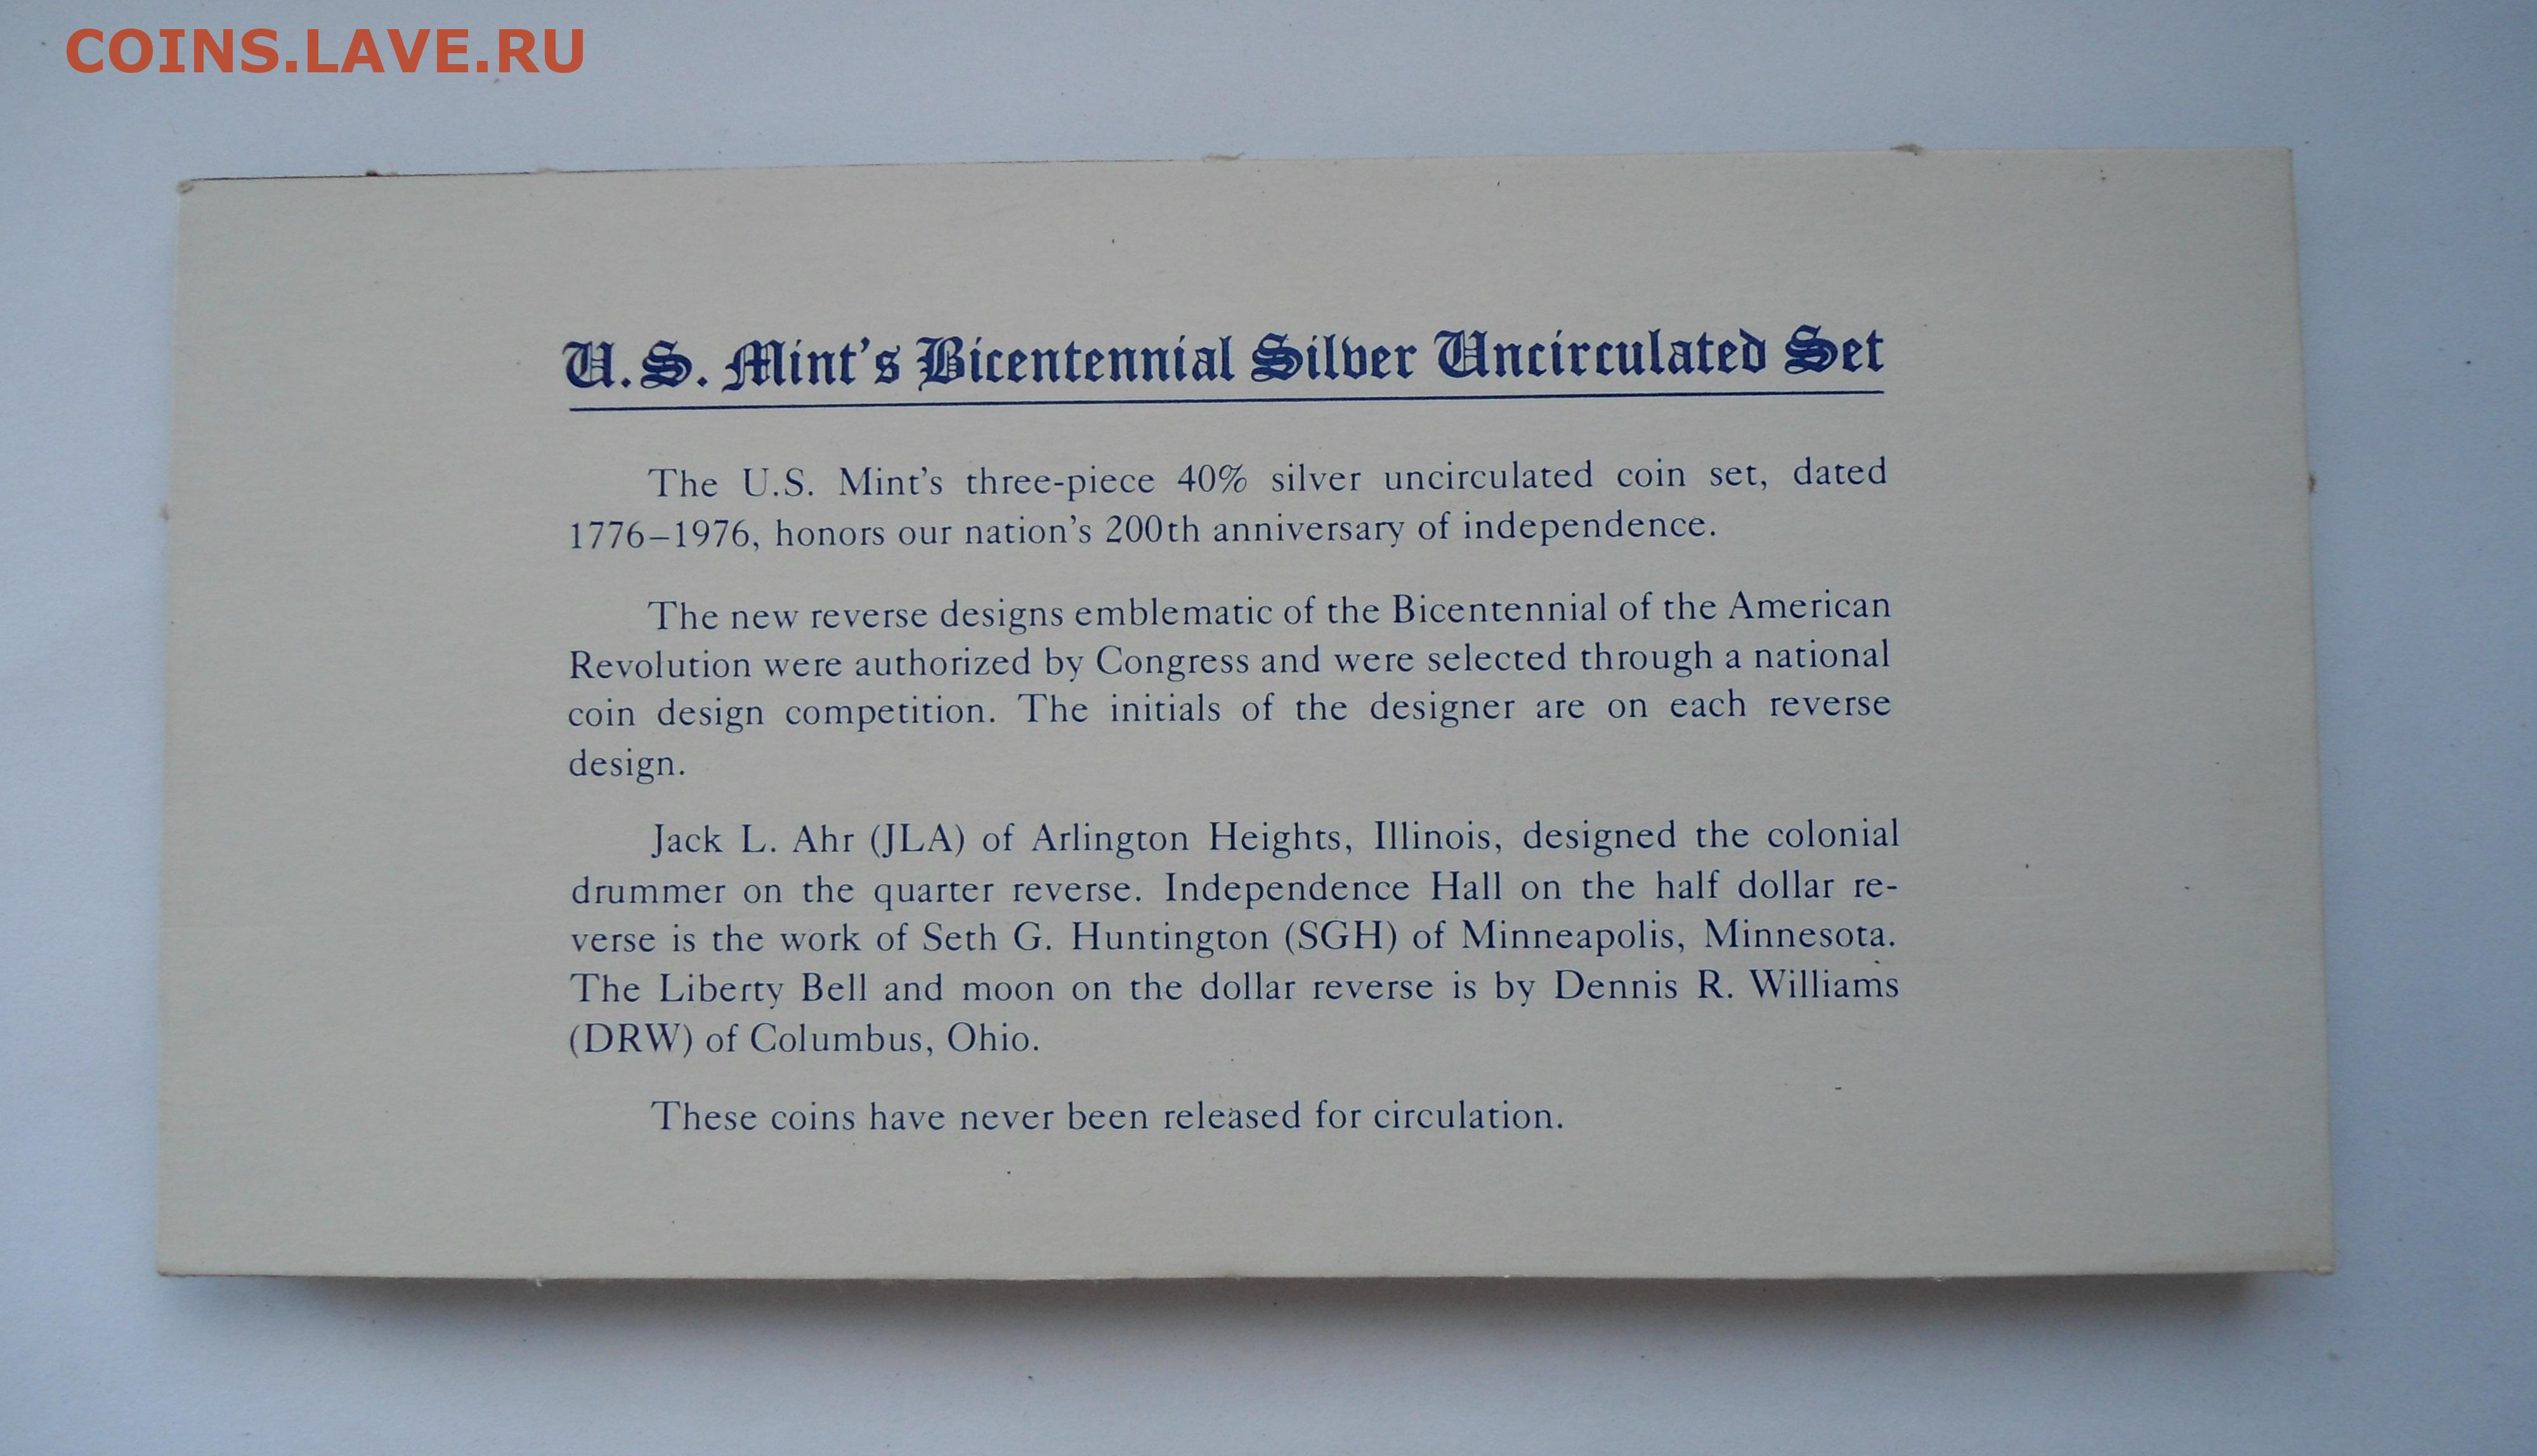 COINS.LAVE.RU
U.S. Mint's Bicentennial Silver Uncirculated Set
The U.S. Mint's three-piece 40% silver uncirculated coin set, dated
1776–1976, honors our nation's 200th anniversary of independence.
The new reverse designs emblematic of the Bicentennial of the American
Revolution were authorized by Congress and were selected through a national
coin design competition. The initials of the designer are on each reverse
design.
Jack L. Ahr (JLA) of Arlington Heights, Illinois, designed the colonial
drummer on the quarter reverse. Independence Hall on the half dollar re-
verse is the work of Seth G. Huntington (SGH) of Minneapolis, Minnesota.
The Liberty Bell and moon on the dollar reverse is by Dennis R. Williams
(DRW) of Columbus, Ohio.
These coins have never been released for circulation.